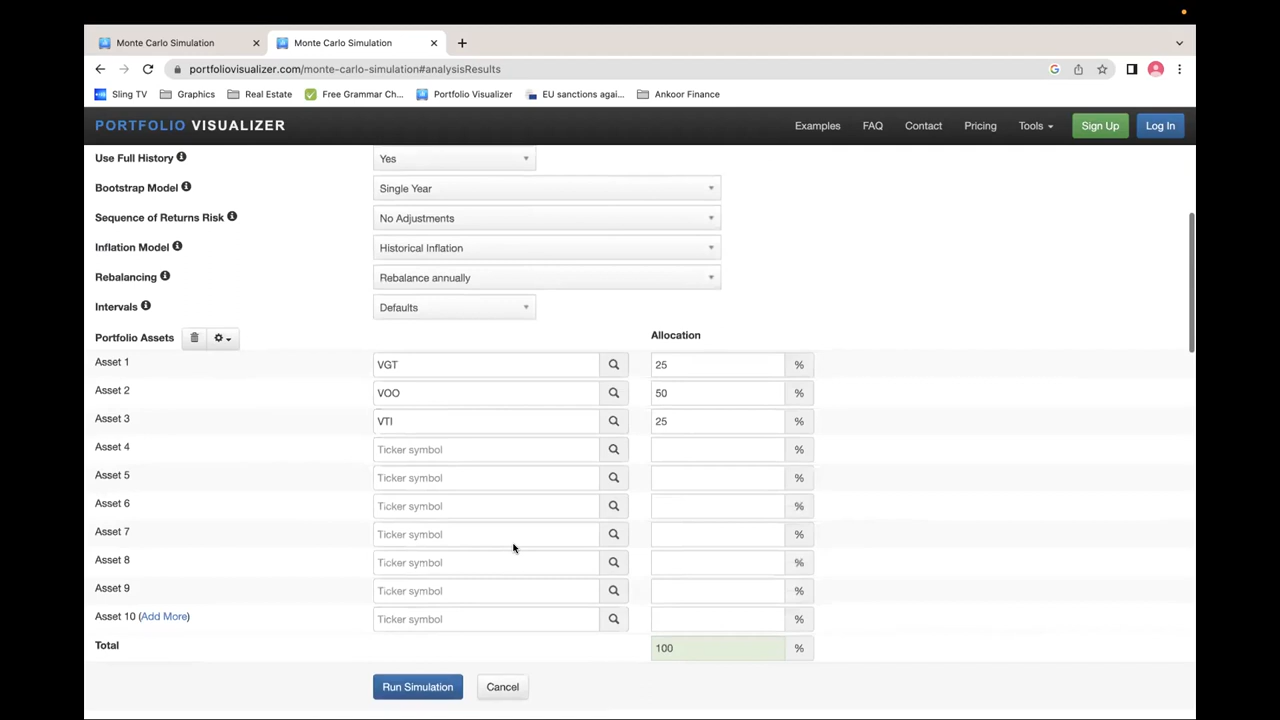 Monte Carlo Simulation
Monte Carlo Simulation
portfoliovisualizer.com/monte-carlo-simulation#analysisResults
Sling TV Graphics Real Estate Free Grammar Ch... Portfolio Visualizer EU sanctions agai... Ankoor Finance
PORTFOLIO VISUALIZER Examples FAQ Contact Pricing Tools Sign Up Log In
Use Full History Yes
Bootstrap Model Single Year
Sequence of Returns Risk No Adjustments
Inflation Model Historical Inflation
Rebalancing Rebalance annually
Intervals Defaults
Portfolio Assets Allocation
Asset 1 VGT 25 %
Asset 2 VOO 50 %
Asset 3 VTI 25 %
Asset 4 Ticker symbol %
Asset 5 Ticker symbol %
Asset 6 Ticker symbol %
Asset 7 Ticker symbol %
Asset 8 Ticker symbol %
Asset 9 Ticker symbol %
Asset 10 (Add More) Ticker symbol %
Total 100 %
Run Simulation Cancel